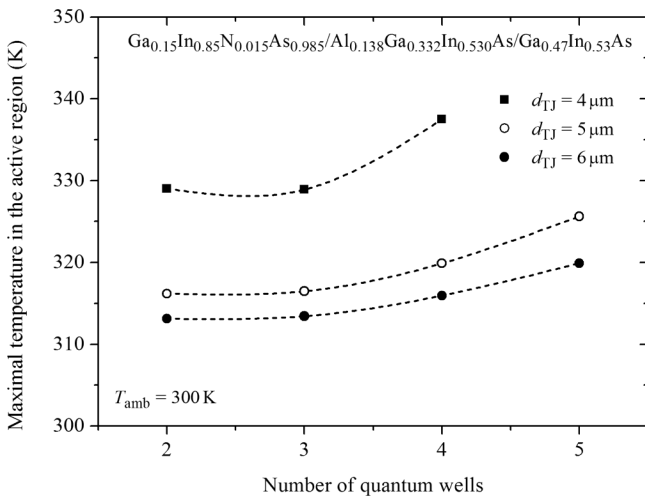 Ga0.15In0.85N0.015As0.985/Al0.138Ga0.332In0.530As/Ga0.47In0.53As
dTJ = 4 μm
dTJ = 5 μm
dTJ = 6 μm
Maximal temperature in the active region (K)
350
340
330
320
310
300
Tamb = 300 K
2
3
4
5
Number of quantum wells